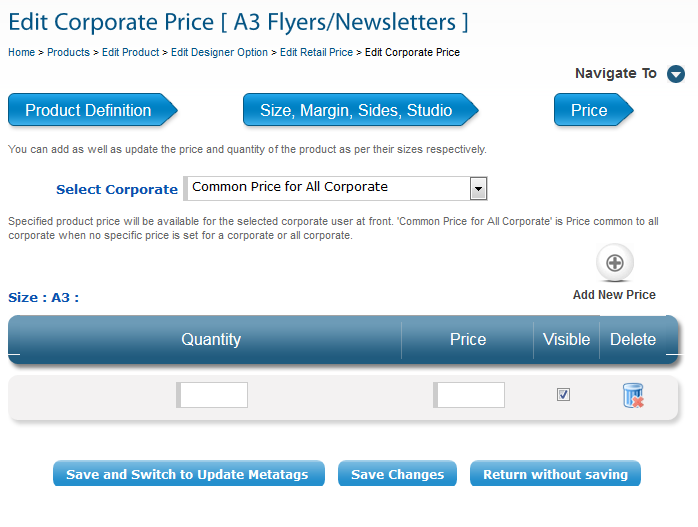 Edit Corporate Price [ A3 Flyers/Newsletters ]
Home > Products > Edit Product > Edit Designer Option > Edit Retail Price > Edit Corporate Price
Navigate To
Product Definition
Size, Margin, Sides, Studio
Price
You can add as well as update the price and quantity of the product as per their sizes respectively.
Select Corporate
Common Price for All Corporate
Specified product price will be available for the selected corporate user at front. 'Common Price for All Corporate' is Price common to all
corporate when no specific price is set for a corporate or all corporate.
Add New Price
Size : A3 :
Quantity Price Visible Delete
Save and Switch to Update Metatags Save Changes Return without saving